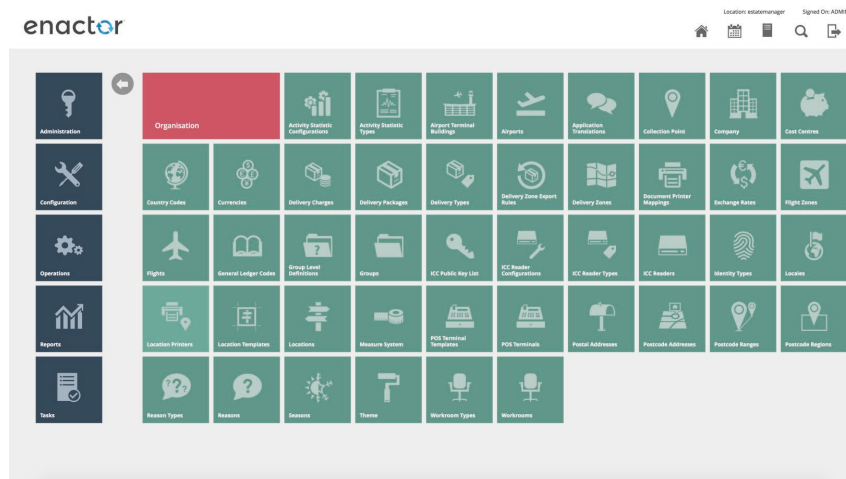 Location: estatemanager Signed On: ADMI
enactor
Administration
Organisation
Activity Statistic
Configurations
Activity Statistic
Types
Airport Terminal
Buildings
Airports
Application
Translations
Collection Point
Company
Cost Centres
Configuration
Country Codes
Currencies
Delivery Charges
Delivery Packages
Delivery Types
Delivery Zone Export
Rules
Delivery Zones
Document Printer
Mappings
Exchange Rates
Flight Zones
Operations
Flights
General Ledger Codes
Group Level
Definitions
Groups
ICC Public Key List
ICC Reader
Configurations
ICC Reader Types
ICC Readers
Identity Types
Locales
Reports
Location Printers
Location Templates
Locations
Measure System
POS Terminal
Templates
POS Terminals
Postal Addresses
Postcode Addresses
Postcode Ranges
Postcode Regions
Tasks
Reason Types
Reasons
Seasons
Theme
Workroom Types
Workrooms